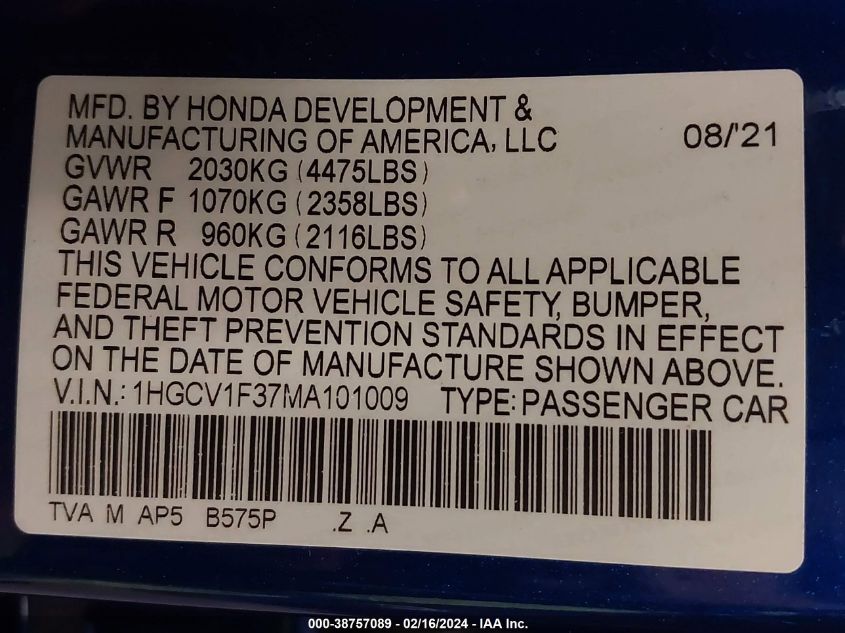 MFD. BY HONDA DEVELOPMENT &
MANUFACTURING OF AMERICA, LLC 08/'21
GVWR 2030KG (4475LBS)
GAWR F 1070KG (2358LBS)
GAWR R 960KG (2116LBS)
THIS VEHICLE CONFORMS TO ALL APPLICABLE
FEDERAL MOTOR VEHICLE SAFETY, BUMPER,
AND THEFT PREVENTION STANDARDS IN EFFECT
ON THE DATE OF MANUFACTURE SHOWN ABOVE.
V.I.N.: 1HGCV1F37MA101009 TYPE: PASSENGER CAR
TVA M AP5 B575P .Z .A
000-38757089 - 02/16/2024 - IAA Inc.